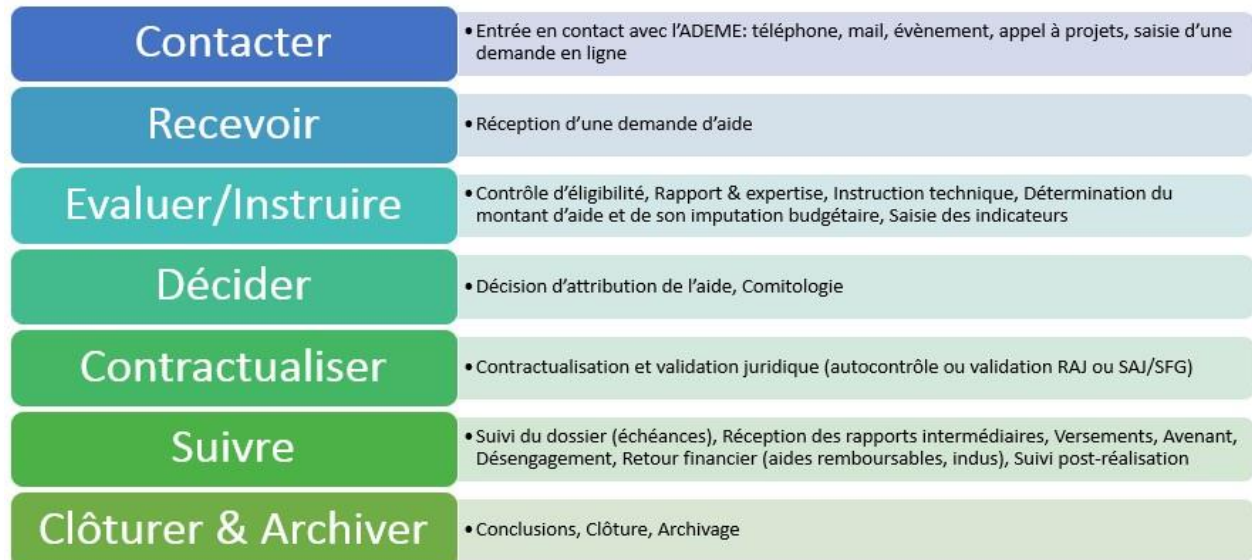 Contacter
•Entrée en contact avec l'ADEME: téléphone, mail, évènement, appel à projets, saisie d'une
demande en ligne
Recevoir
•Réception d'une demande d'aide
Evaluer/Instruire
•Contrôle d'éligibilité, Rapport & expertise, Instruction technique, Détermination du
montant d'aide et de son imputation budgétaire, Saisie des indicateurs
Décider
•Décision d'attribution de l'aide, Comitologie
Contractualiser
•Contractualisation et validation juridique (autocontrôle ou validation RAJ ou SAJ/SFG)
Suivre
•Suivi du dossier (échéances), Réception des rapports intermédiaires, Versements, Avenant,
Désengagement, Retour financier (aides remboursables, indus), Suivi post-réalisation
Clôturer & Archiver
•Conclusions, Clôture, Archivage